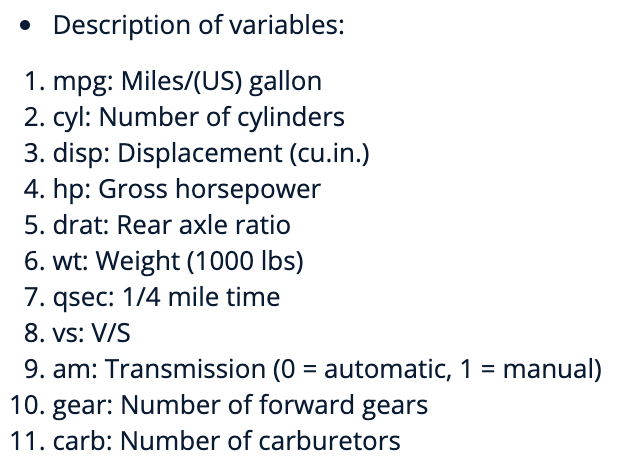 • Description of variables:
1. mpg: Miles/(US) gallon
2. cyl: Number of cylinders
3. disp: Displacement (cu.in.)
4. hp: Gross horsepower
5. drat: Rear axle ratio
6. wt: Weight (1000 lbs)
7. qsec: 1/4 mile time
8. vs: V/S
9. am: Transmission (0 = automatic, 1 = manual)
10. gear: Number of forward gears
11. carb: Number of carburetors